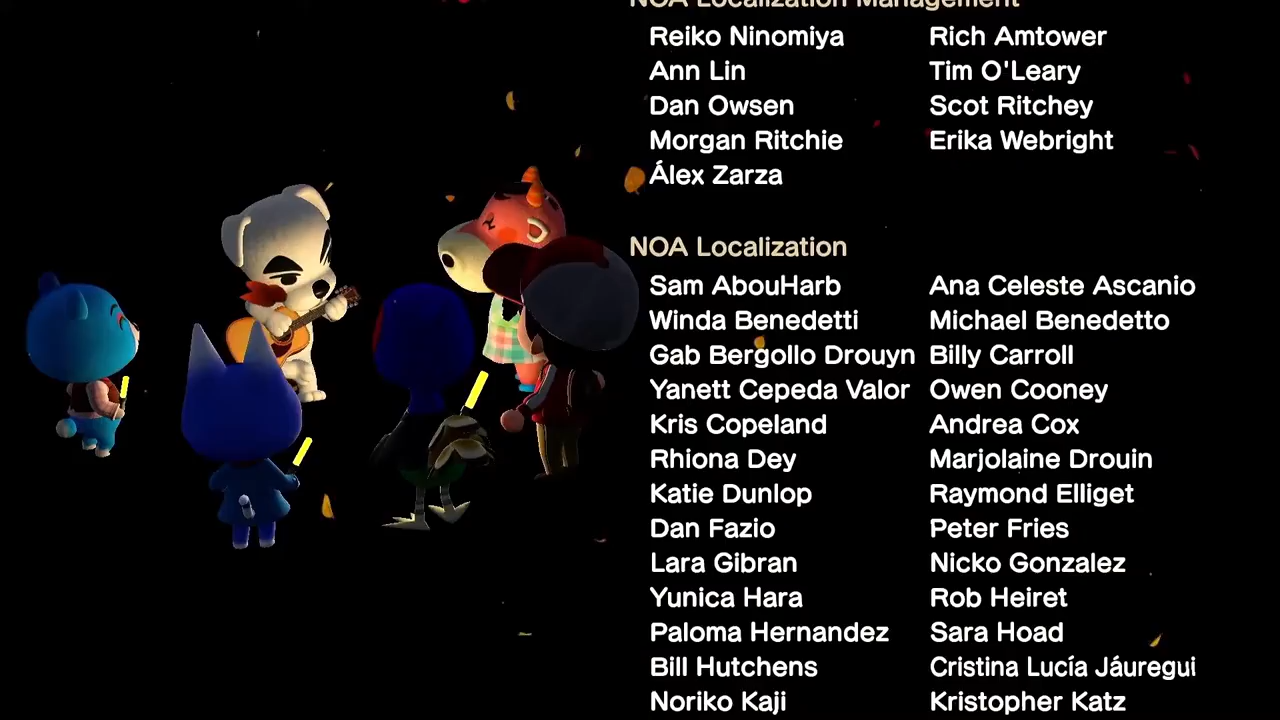 NOA Localization Management
Reiko Ninomiya Rich Amtower
Ann Lin Tim O'Leary
Dan Owsen Scot Ritchey
Morgan Ritchie Erika Webright
Álex Zarza
NOA Localization
Sam AbouHarb Ana Celeste Ascanio
Winda Benedetti Michael Benedetto
Gab Bergollo Drouyn Billy Carroll
Yanett Cepeda Valor Owen Cooney
Kris Copeland Andrea Cox
Rhiona Dey Marjolaine Drouin
Katie Dunlop Raymond Elliget
Dan Fazio Peter Fries
Lara Gibran Nicko Gonzalez
Yunica Hara Rob Heiret
Paloma Hernandez Sara Hoad
Bill Hutchens Cristina Lucía Jáuregui
Noriko Kaji Kristopher Katz